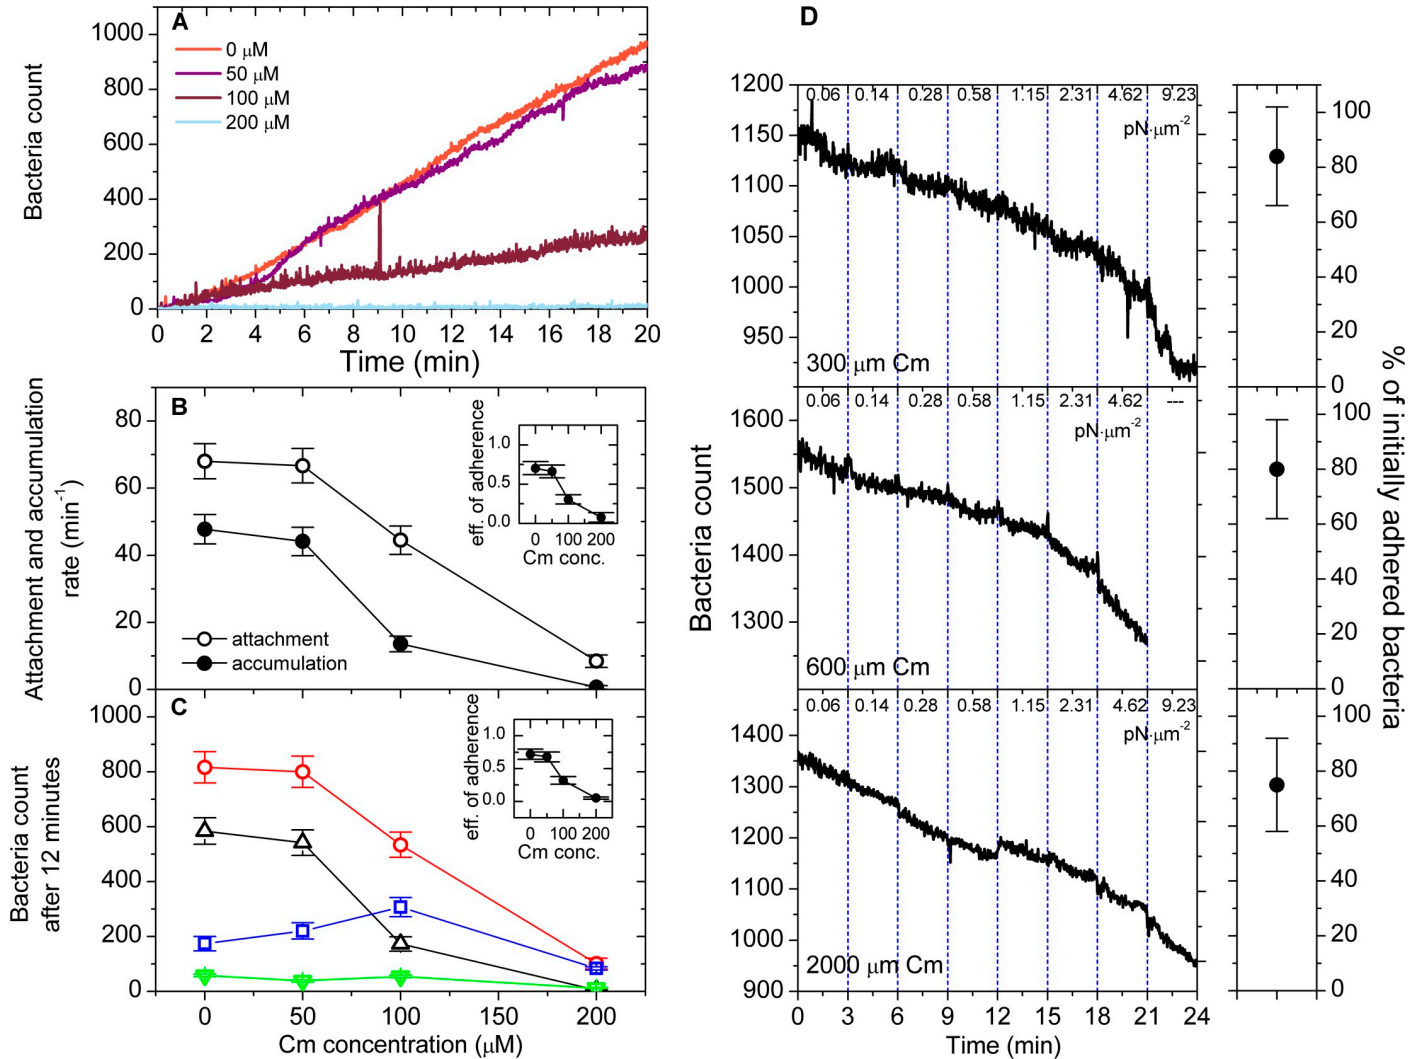 A
1000
800
600
400
200
0
Bacteria count
0 μM
50 μM
100 μM
200 μM
0 2 4 6 8 10 12 14 16 18 20
Time (min)
B
80
60
40
20
0
Attachment and accumulation
rate (min⁻¹)
attachment
accumulation
eff. of adherence
1.0
0.5
0.0
0 100 200
Cm conc.
C
1000
800
600
400
200
0
Bacteria count
after 12 minutes
eff. of adherence
1.0
0.5
0.0
0 100 200
Cm conc.
0 50 100 150 200
Cm concentration (μM)
D
Bacteria count
1200
1150
1100
1050
1000
950
0.06 0.14 0.28 0.58 1.15 2.31 4.62 9.23
pN·μm⁻²
300 μm Cm
100
80
60
40
20
0
1600
1500
1400
1300
0.06 0.14 0.28 0.58 1.15 2.31 4.62 ---
pN·μm⁻²
600 μm Cm
100
80
60
40
20
0
1400
1300
1200
1100
1000
900
0.06 0.14 0.28 0.58 1.15 2.31 4.62 9.23
pN·μm⁻²
2000 μm Cm
100
80
60
40
20
0
0 3 6 9 12 15 18 21 24
Time (min)
% of initially adhered bacteria